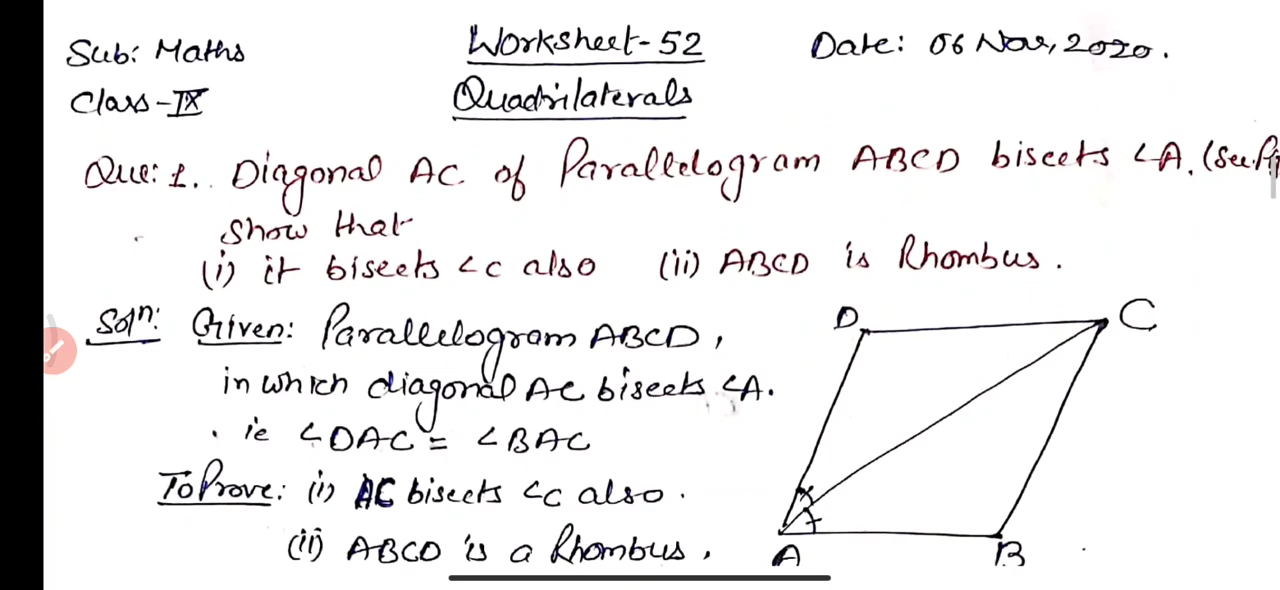 Sub: Maths
Worksheet-52
Date: 06 Nov, 2020.
Class-IX
Quadrilaterals
Que: 1. Diagonal AC of Parallelogram ABCD bisects ∠A. (See
show that
(i) it bisects ∠C also (ii) ABCD is Rhombus.
Solⁿ: Given: Parallelogram ABCD,
in which diagonal AC bisects ∠A.
ie ∠DAC = ∠BAC
To Prove: (i) AC bisects ∠C also.
(ii) ABCD is a Rhombus.
D C
A B